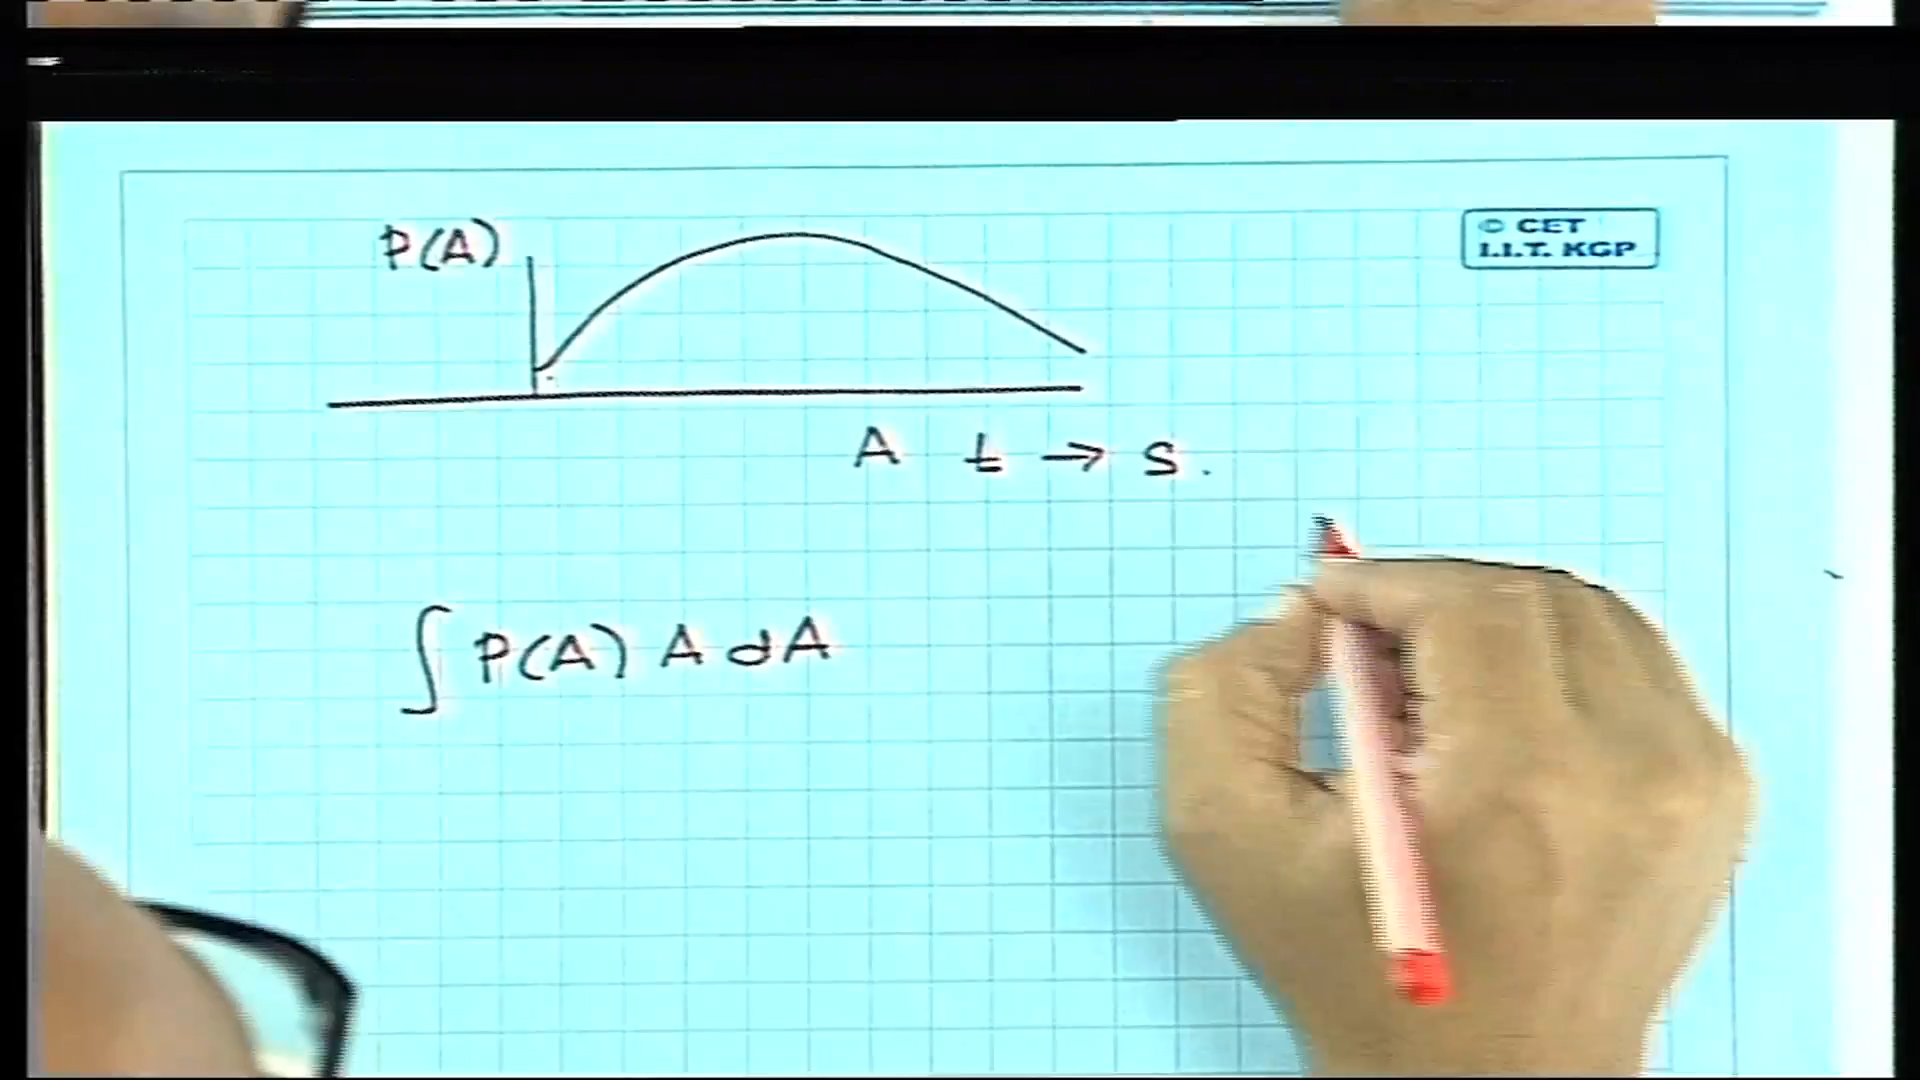 P(A)
© CET
I.I.T. KGP
A t → s.
∫ P(A) A dA